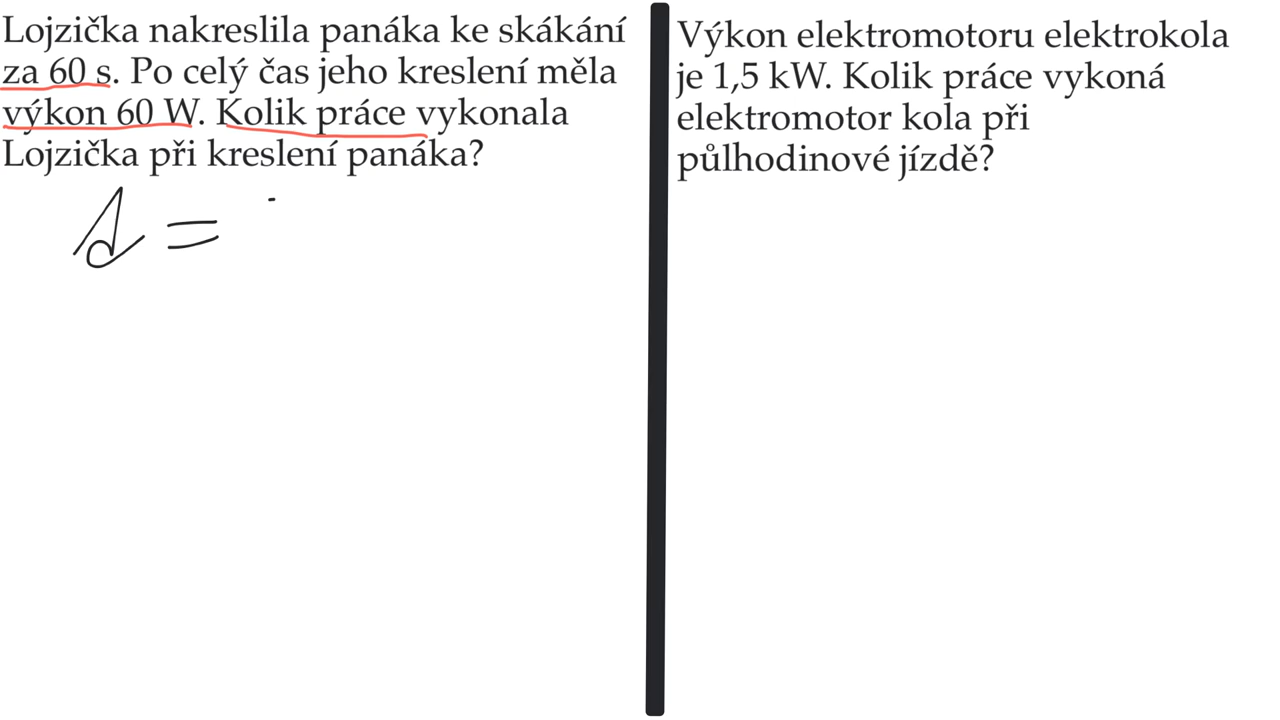 Lojzička nakreslila panáka ke skákání
za 60 s. Po celý čas jeho kreslení měla
výkon 60 W. Kolik práce vykonala
Lojzička při kreslení panáka?
A =
Výkon elektromotoru elektrokola
je 1,5 kW. Kolik práce vykoná
elektromotor kola při
půlhodinové jízdě?